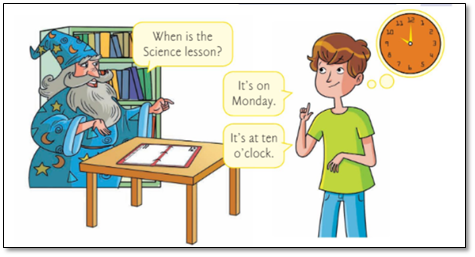 When is the
Science lesson?
It's on
Monday.
It's at ten
o'clock.